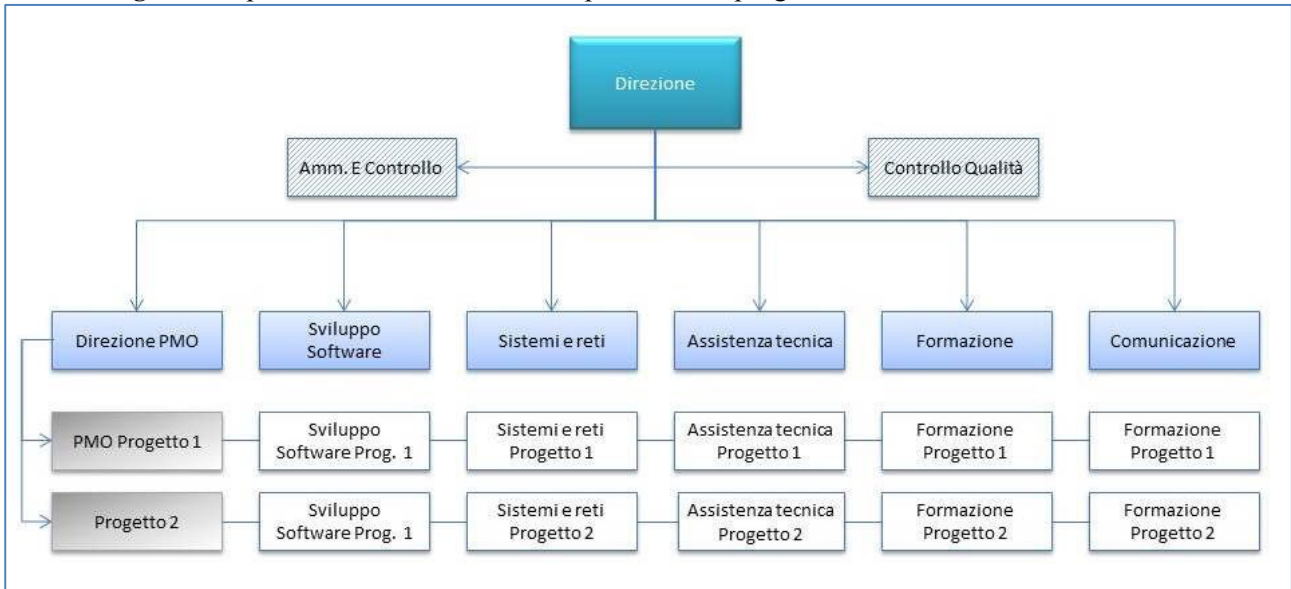 Direzione
Amm. E Controllo
Controllo Qualità
Direzione PMO
Sviluppo
Software
Sistemi e reti
Assistenza tecnica
Formazione
Comunicazione
PMO Progetto 1
Sviluppo
Software Prog. 1
Sistemi e reti
Progetto 1
Assistenza tecnica
Progetto 1
Formazione
Progetto 1
Formazione
Progetto 1
Progetto 2
Sviluppo
Software Prog. 1
Sistemi e reti
Progetto 2
Assistenza tecnica
Progetto 2
Formazione
Progetto 2
Formazione
Progetto 2